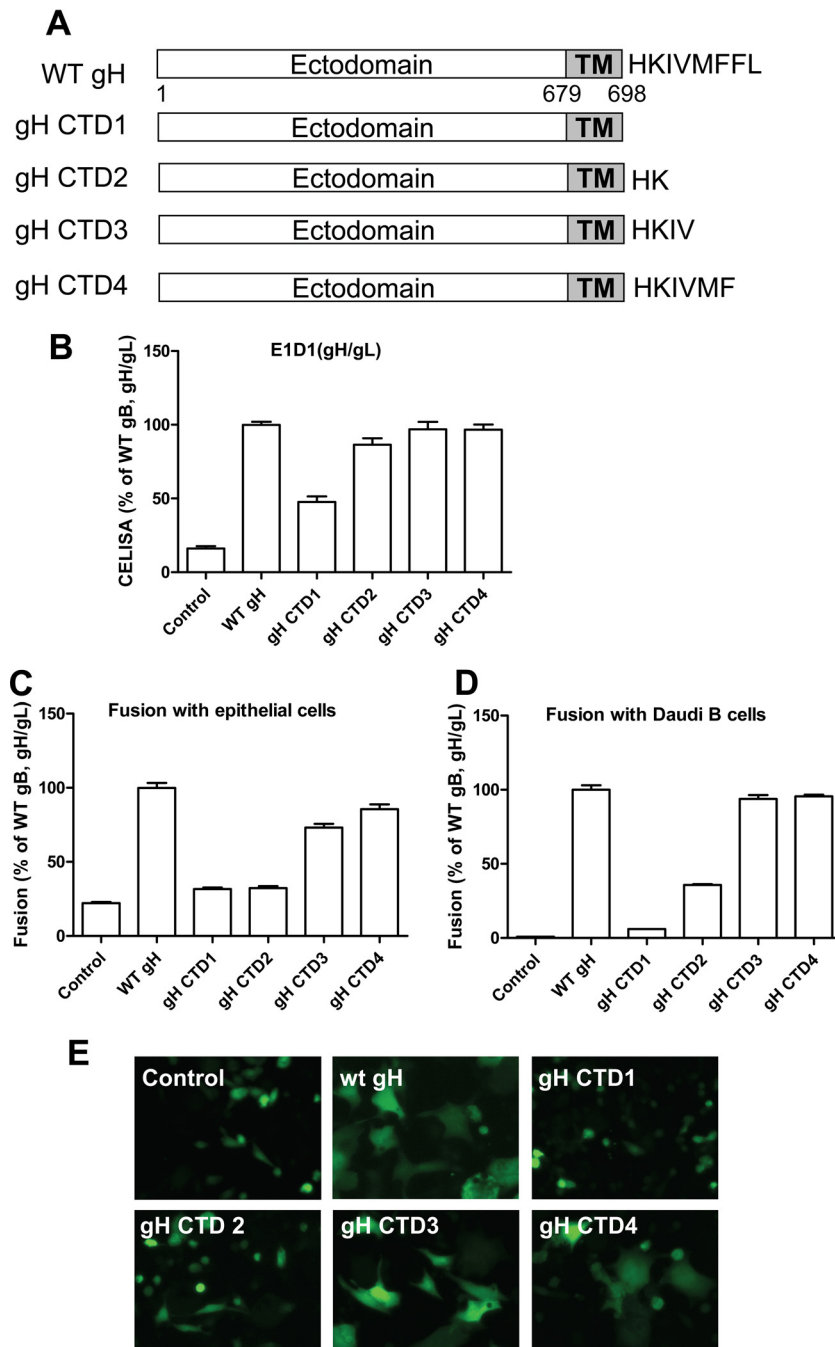 A
WT gH Ectodomain TM HKIVMFFL
1 679 698
gH CTD1 Ectodomain TM
gH CTD2 Ectodomain TM HK
gH CTD3 Ectodomain TM HKIV
gH CTD4 Ectodomain TM HKIVMF
B
E1D1(gH/gL)
CELISA (% of WT gB, gH/gL)
150
100
50
0
Control WT gH gH CTD1 gH CTD2 gH CTD3 gH CTD4
C
Fusion with epithelial cells
Fusion (% of WT gB, gH/gL)
150
100
50
0
Control WT gH gH CTD1 gH CTD2 gH CTD3 gH CTD4
D
Fusion with Daudi B cells
Fusion (% of WT gB, gH/gL)
150
100
50
0
Control WT gH gH CTD1 gH CTD2 gH CTD3 gH CTD4
E
Control wt gH gH CTD1
gH CTD 2 gH CTD3 gH CTD4